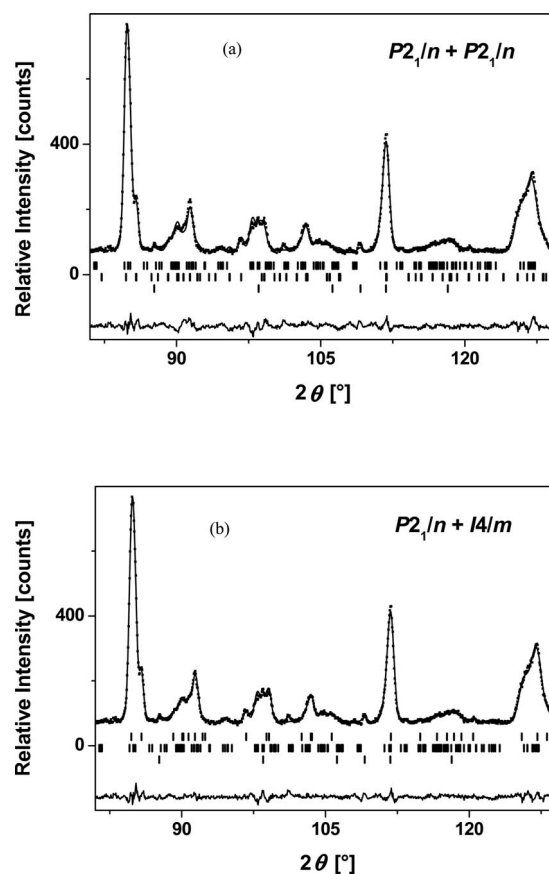 (a)
P2₁/n + P2₁/n
Relative Intensity [counts]
400
0
90 105 120
2θ [°]
(b)
P2₁/n + I4/m
Relative Intensity [counts]
400
0
90 105 120
2θ [°]